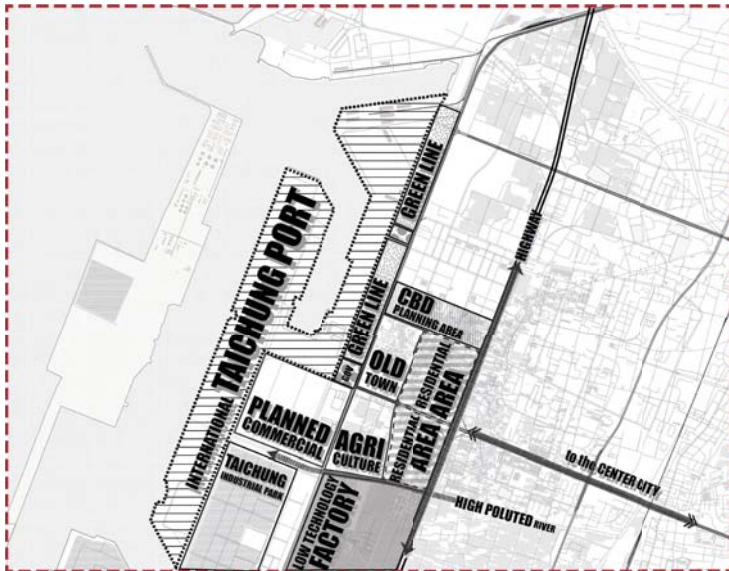 GREEN LINE
HIGHWAY
INTERNATIONAL TAICHUNG PORT
GREEN LINE
CBD
PLANNING AREA
GOV
OLD
TOWN
RESIDENTIAL
AREA
RESIDENTIAL
AREA
PLANNED
COMMERCIAL
AGRI
CULTURE
to the CENTER CITY
TAICHUNG
INDUSTRIAL PARK
LOW TECHNOLOGY
FACTORY
HIGH POLUTED RIVER